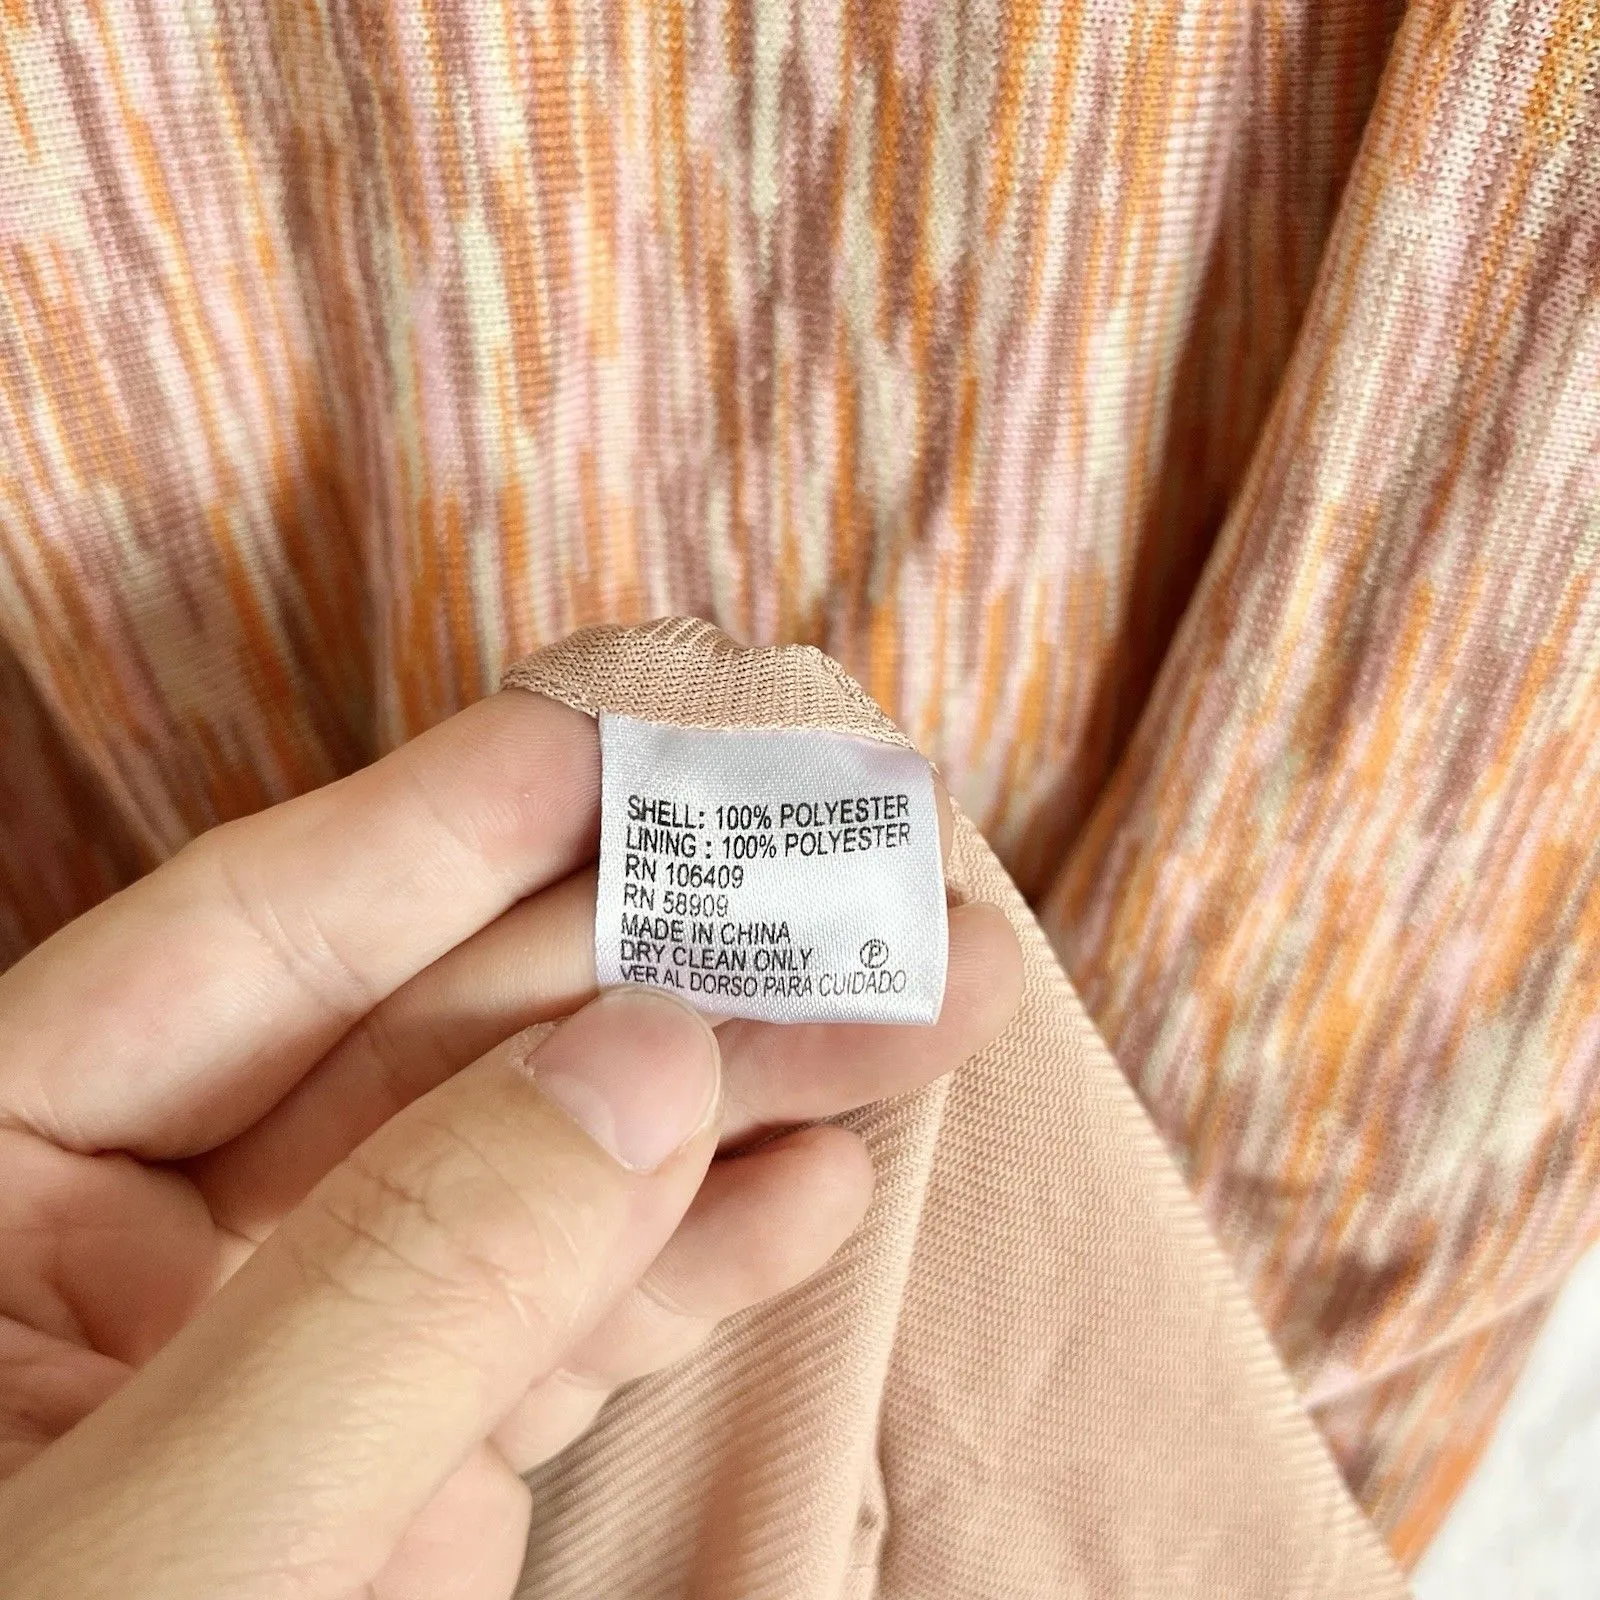 SHELL: 100% POLYESTER
LINING : 100% POLYESTER
RN 106409
RN 58909
MADE IN CHINA
DRY CLEAN ONLY Ⓟ
VER AL DORSO PARA CUIDADO